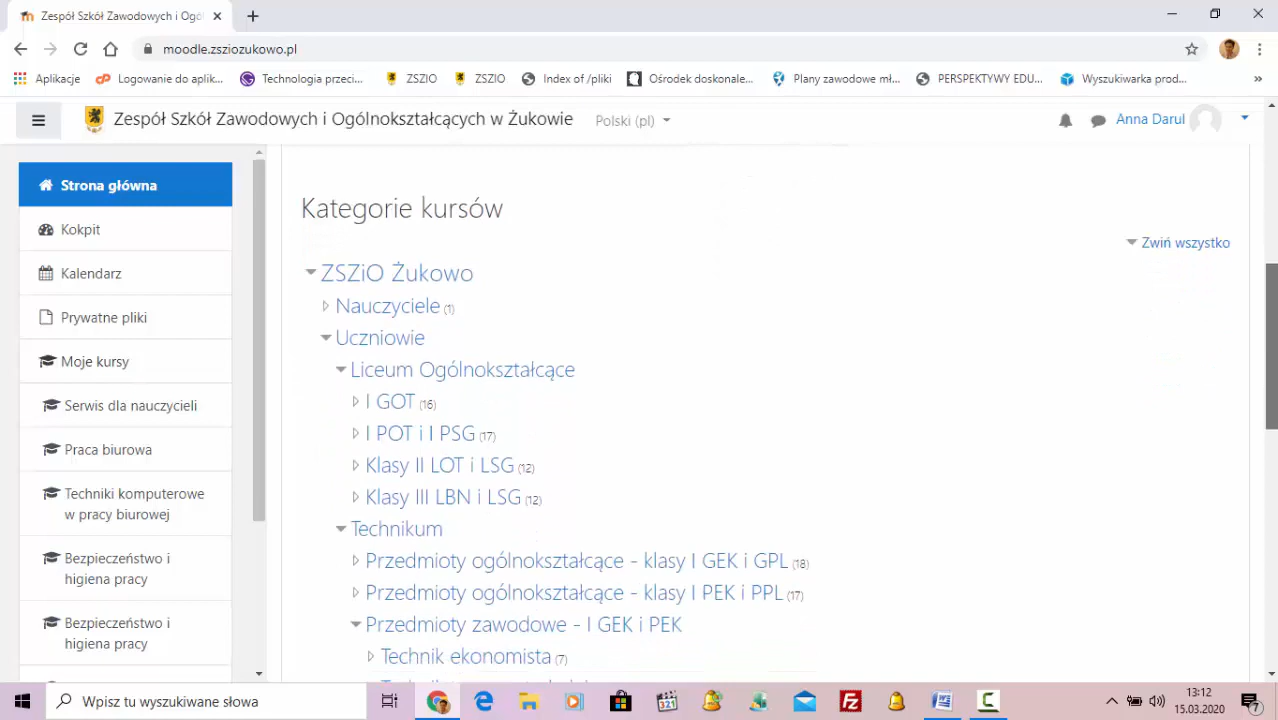 Zespół Szkół Zawodowych i Ogó
moodle.zsziozukowo.pl
Aplikacje Logowanie do aplik... Technologia przeci... ZSZIO ZSZIO Index of /pliki Ośrodek doskonale... Plany zawodowe mł... PERSPEKTYWY EDU... Wyszukiwarka prod... »
Zespół Szkół Zawodowych i Ogólnokształcących w Żukowie Polski (pl) Anna Darul
Strona główna
Kokpit
Kalendarz
Prywatne pliki
Moje kursy
Serwis dla nauczycieli
Praca biurowa
Techniki komputerowe
w pracy biurowej
Bezpieczeństwo i
higiena pracy
Bezpieczeństwo i
higiena pracy
Kategorie kursów
Zwiń wszystko
ZSZiO Żukowo
Nauczyciele (1)
Uczniowie
Liceum Ogólnokształcące
I GOT (16)
I POT i I PSG (17)
Klasy II LOT i LSG (12)
Klasy III LBN i LSG (12)
Technikum
Przedmioty ogólnokształcące - klasy I GEK i GPL (18)
Przedmioty ogólnokształcące - klasy I PEK i PPL (17)
Przedmioty zawodowe - I GEK i PEK
Technik ekonomista (7)
Wpisz tu wyszukiwane słowa
321
13:12
15.03.2020
7